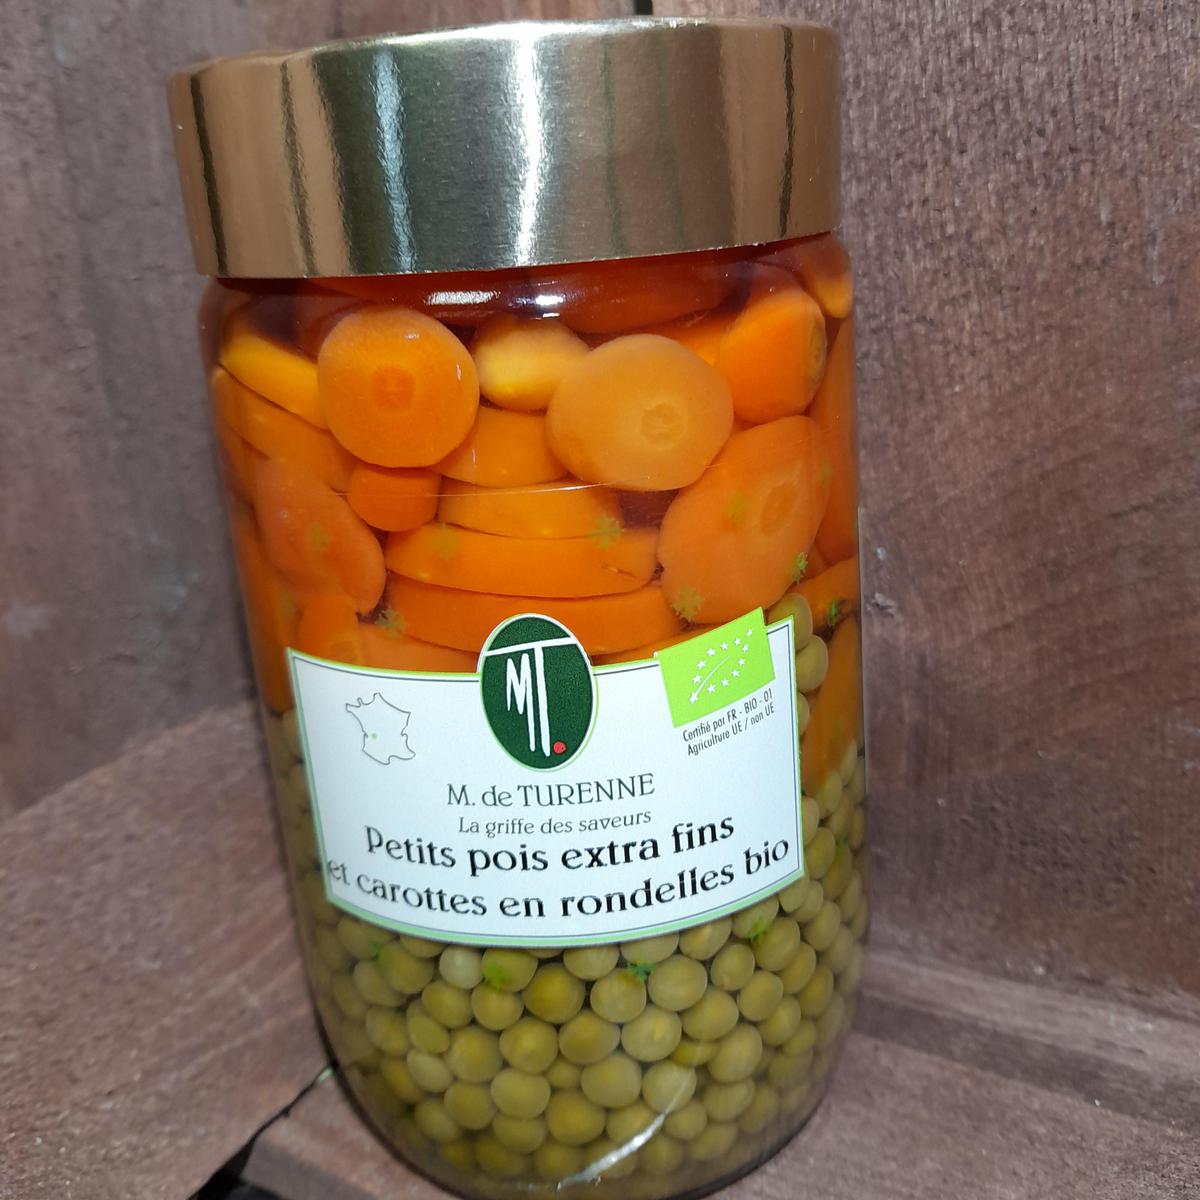 MT.
Certifié par FR - BIO - 01
Agriculture UE / non UE
M. de TURENNE
La griffe des saveurs
Petits pois extra fins
et carottes en rondelles bio